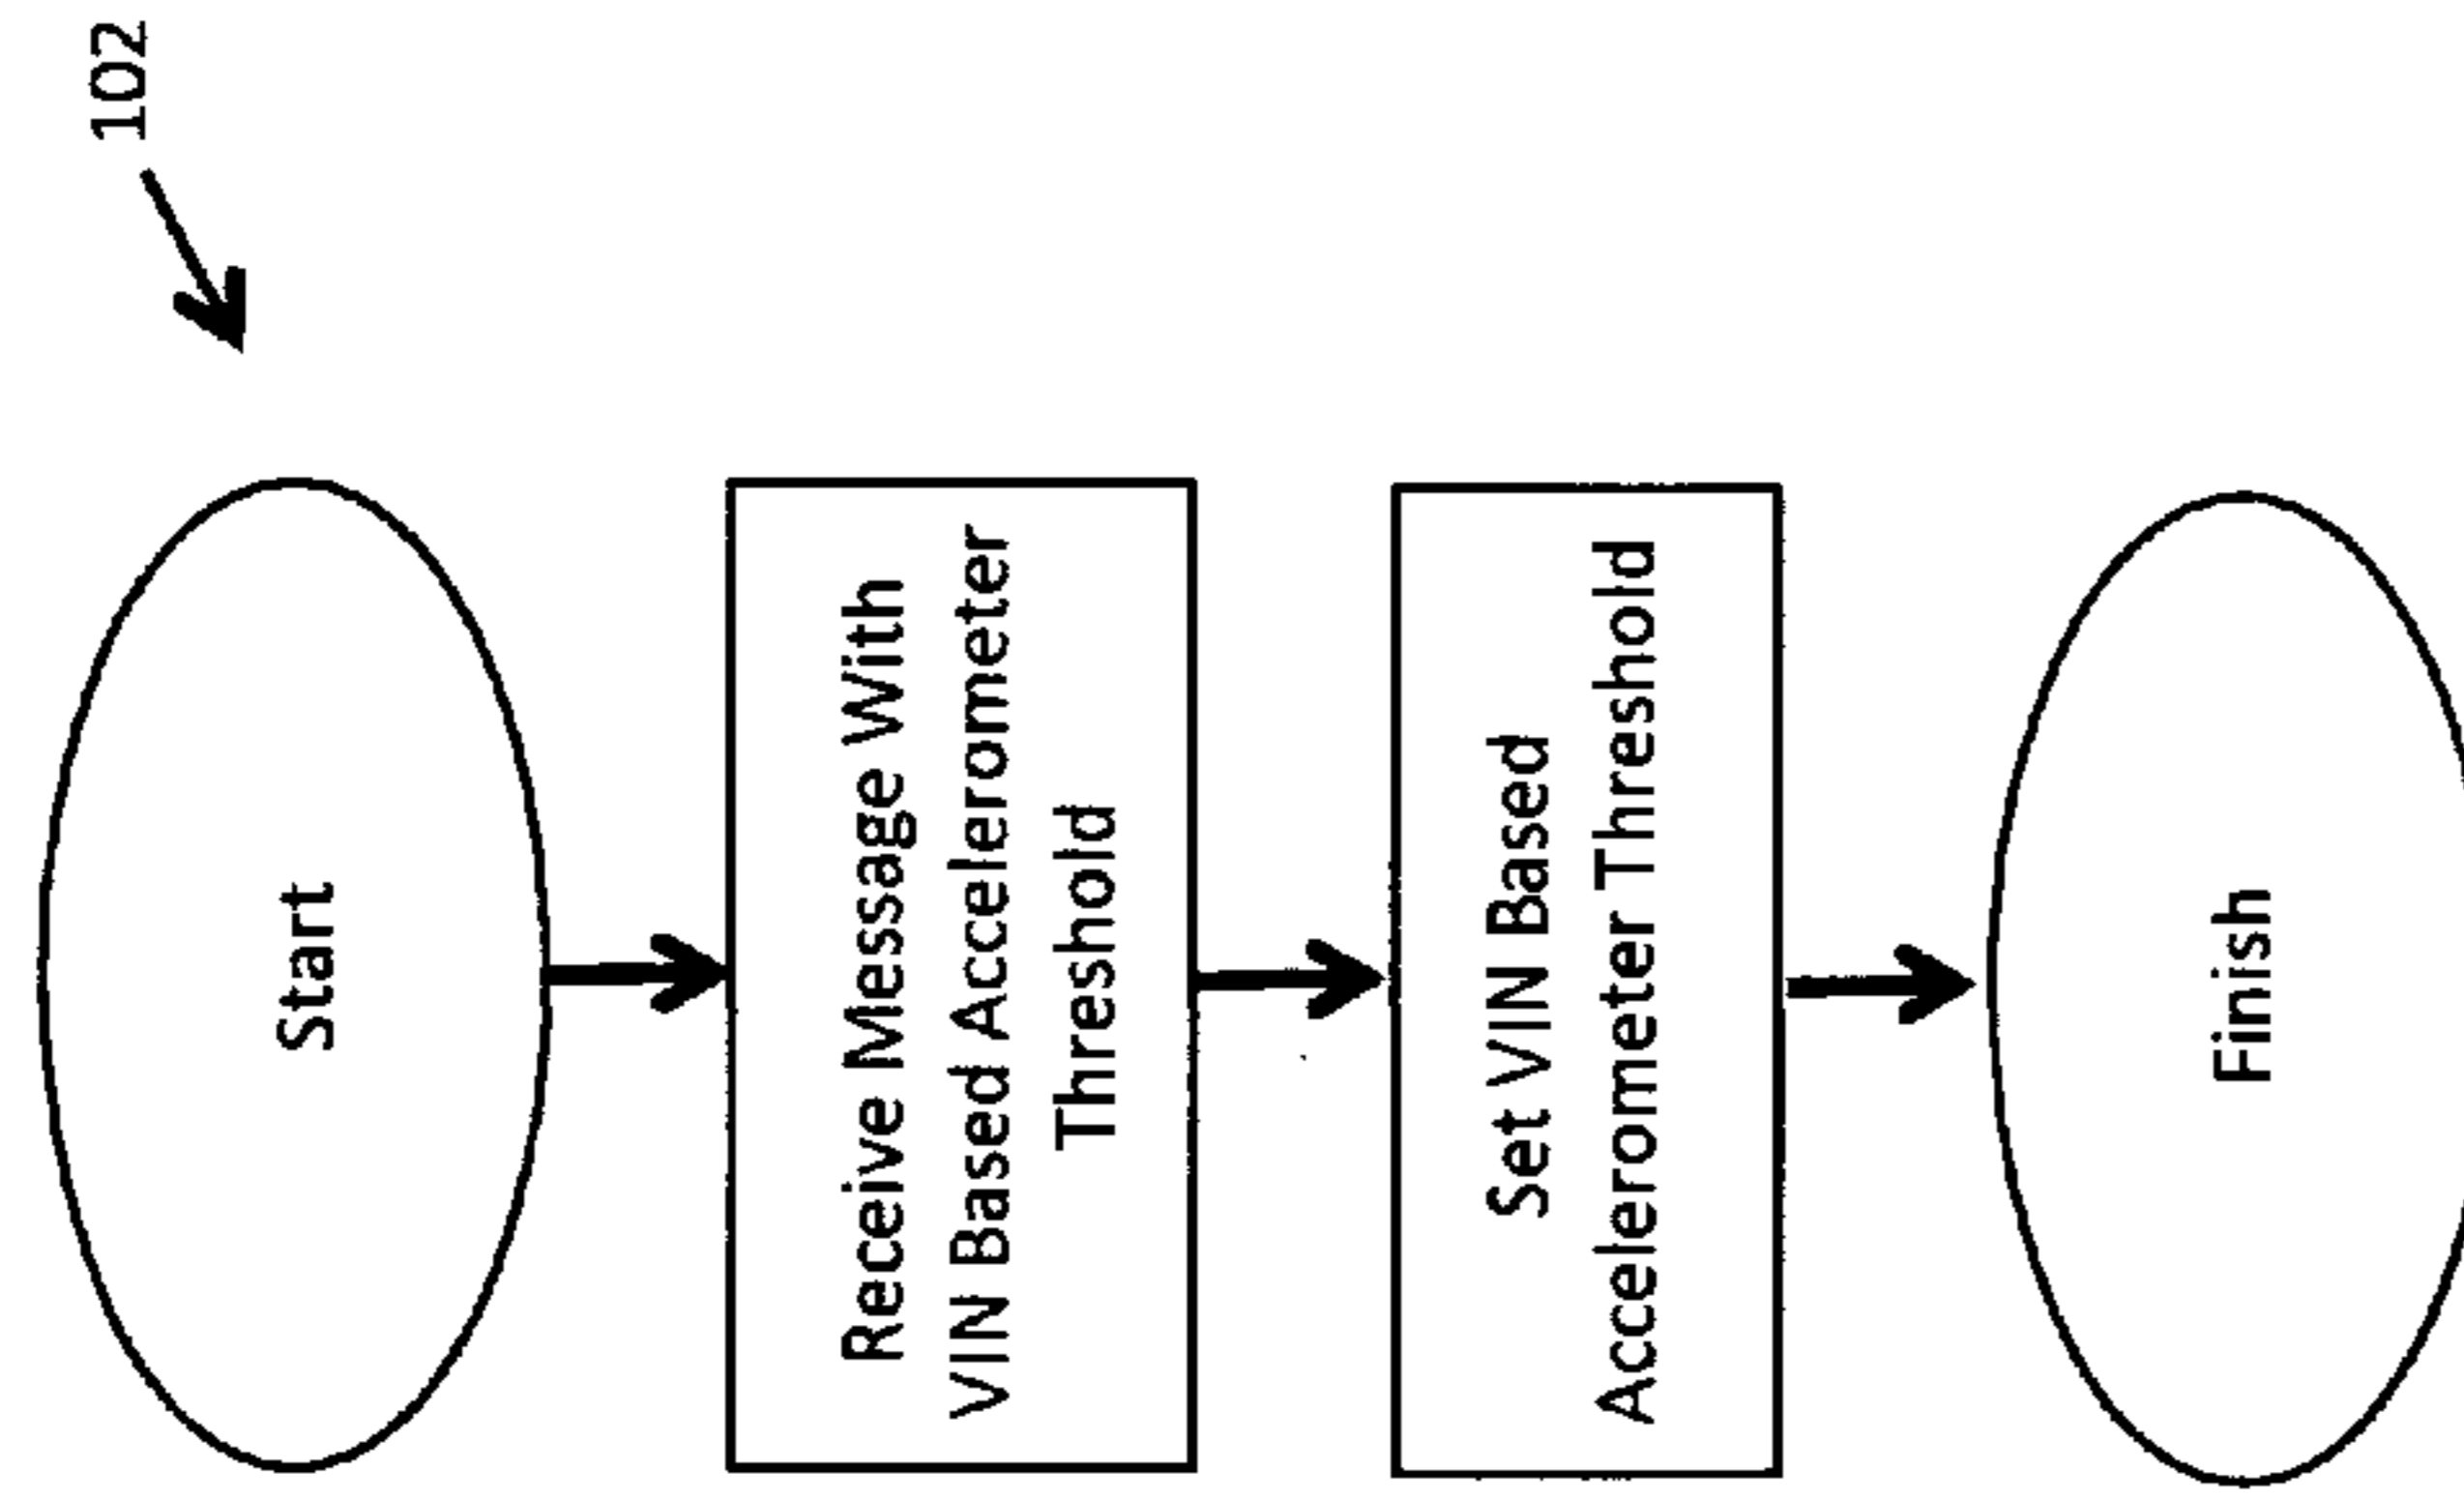 102
Start
Receive Message With
VIN Based Accelerometer
Threshold
Set VIN Based
Accelerometer Threshold
Finish